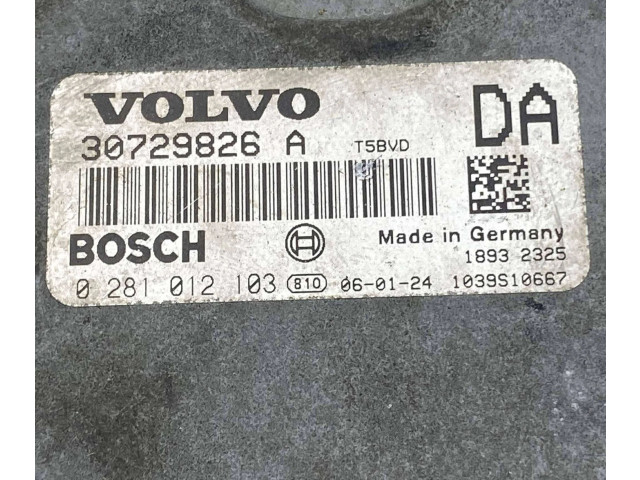 VOLVO
DA
30729826 A T5BVD
BOSCH Made in Germany
1893 2325
0 281 012 103 810 06-01-24 1039S10667